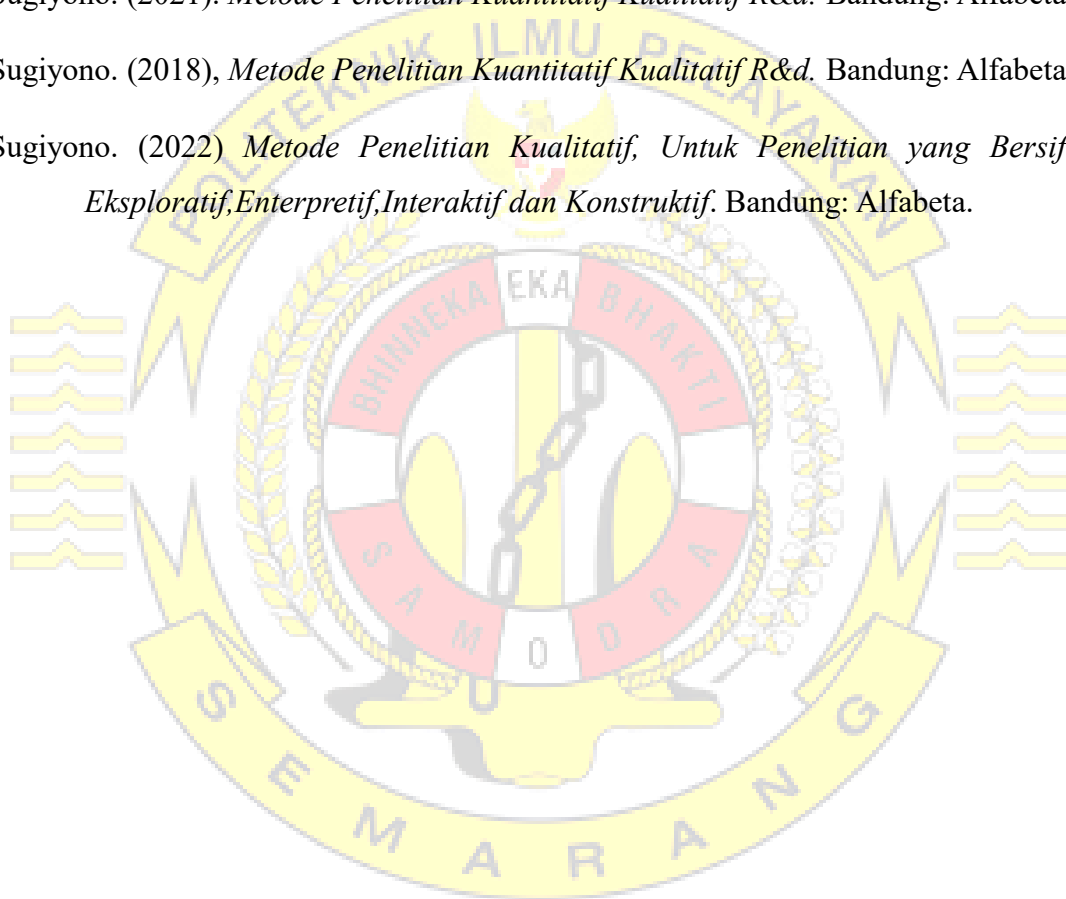 Sugiyono. (2021). Metode Penelitian Kuantitatif Kualitatif R&d. Bandung: Alfabeta
Sugiyono. (2018), Metode Penelitian Kuantitatif Kualitatif R&d. Bandung: Alfabeta
Sugiyono. (2022) Metode Penelitian Kualitatif, Untuk Penelitian yang Bersif
Eksploratif,Enterpretif,Interaktif dan Konstruktif. Bandung: Alfabeta.
POLITEKNIK ILMU PELAYARAN
BHINNEKA EKA BHAKTI
SAMODRA
SEMARANG